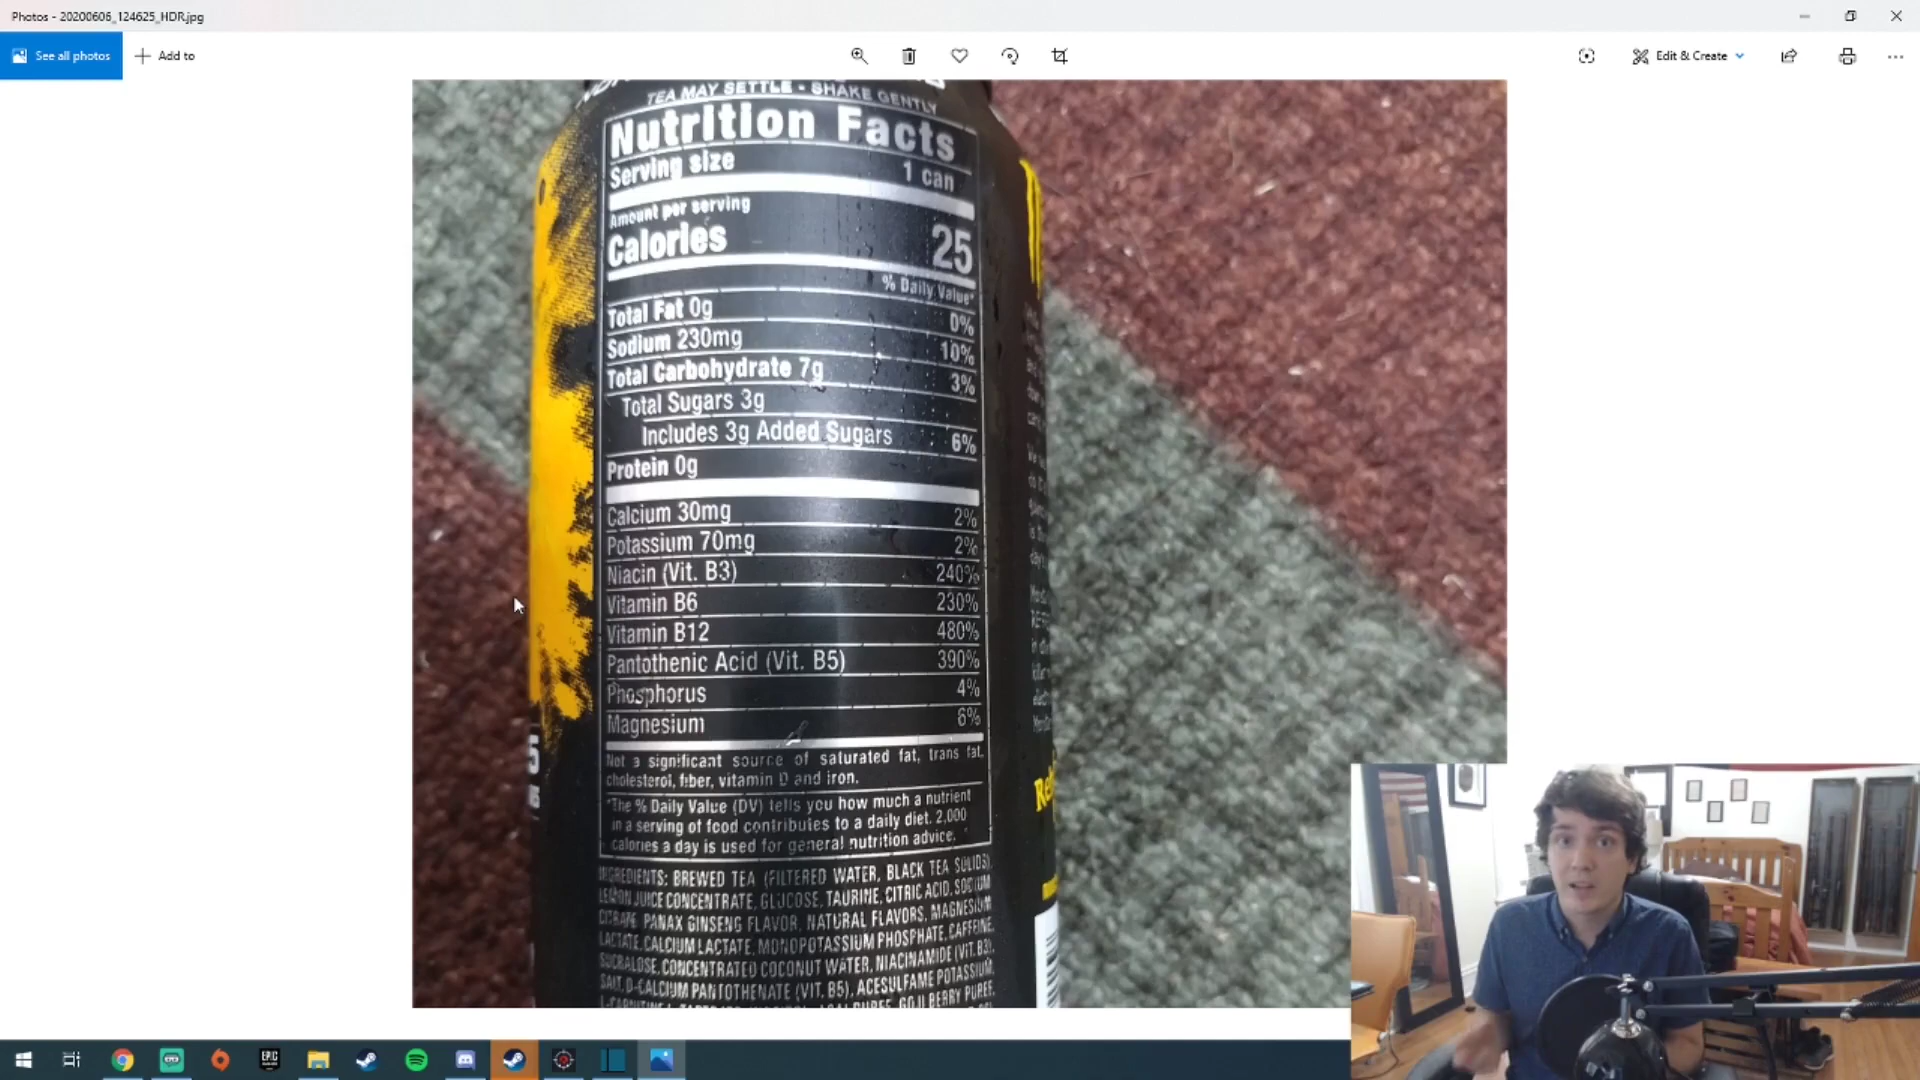 Photos - 20200606_124625_HDR.jpg
See all photos
Add to
Edit & Create
TEA MAY SETTLE - SHAKE GENTLY
Nutrition Facts
Serving size 1 can
Amount per serving
Calories 25
% Daily Value*
Total Fat 0g 0%
Sodium 230mg 10%
Total Carbohydrate 7g 3%
Total Sugars 3g
Includes 3g Added Sugars 6%
Protein 0g
Calcium 30mg 2%
Potassium 70mg 2%
Niacin (Vit. B3) 240%
Vitamin B6 230%
Vitamin B12 480%
Pantothenic Acid (Vit. B5) 390%
Phosphorus 4%
Magnesium 6%
Not a significant source of saturated fat, trans fat,
cholesterol, fiber, vitamin D and iron.
*The % Daily Value (DV) tells you how much a nutrient
in a serving of food contributes to a daily diet. 2,000
calories a day is used for general nutrition advice.
INGREDIENTS: BREWED TEA (FILTERED WATER, BLACK TEA SOLIDS),
LEMON JUICE CONCENTRATE, GLUCOSE, TAURINE, CITRIC ACID, SODIUM
CITRATE, PANAX GINSENG FLAVOR, NATURAL FLAVORS, MAGNESIUM
LACTATE, CALCIUM LACTATE, MONOPOTASSIUM PHOSPHATE, CAFFEINE,
SUCRALOSE, CONCENTRATED COCONUT WATER, NIACINAMIDE (VIT. B3),
SALT, D-CALCIUM PANTOTHENATE (VIT. B5), ACESULFAME POTASSIUM,
GOJI BERRY PUREE,
EPIC